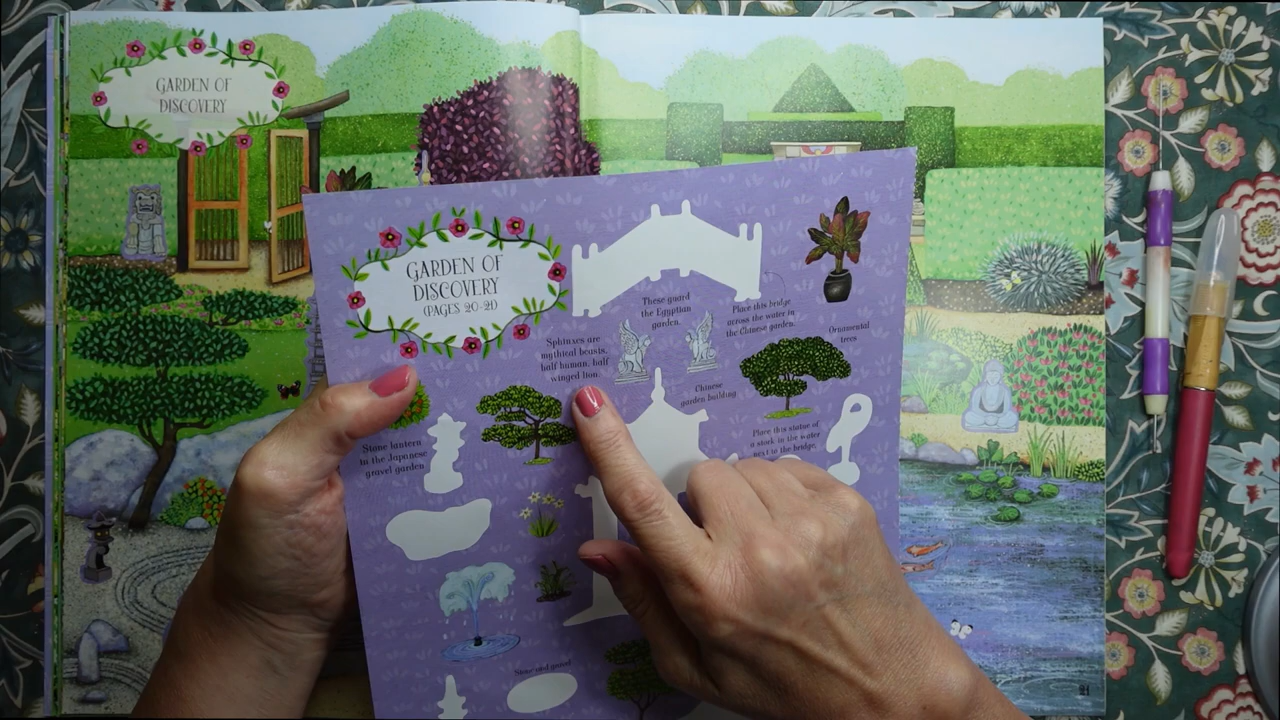 GARDEN OF
DISCOVERY
GARDEN OF
DISCOVERY
(PAGES 20-21)
These guard
the Egyptian
garden.
Place this bridge
across the water in
the Chinese garden.
Sphinxes are
mythical beasts,
half human, half
winged lion.
Ornamental
trees
Chinese
garden building
Stone lantern
in the Japanese
gravel garden
Place this statue of
a stork in the water
next to the bridge.
Stone and gravel
21